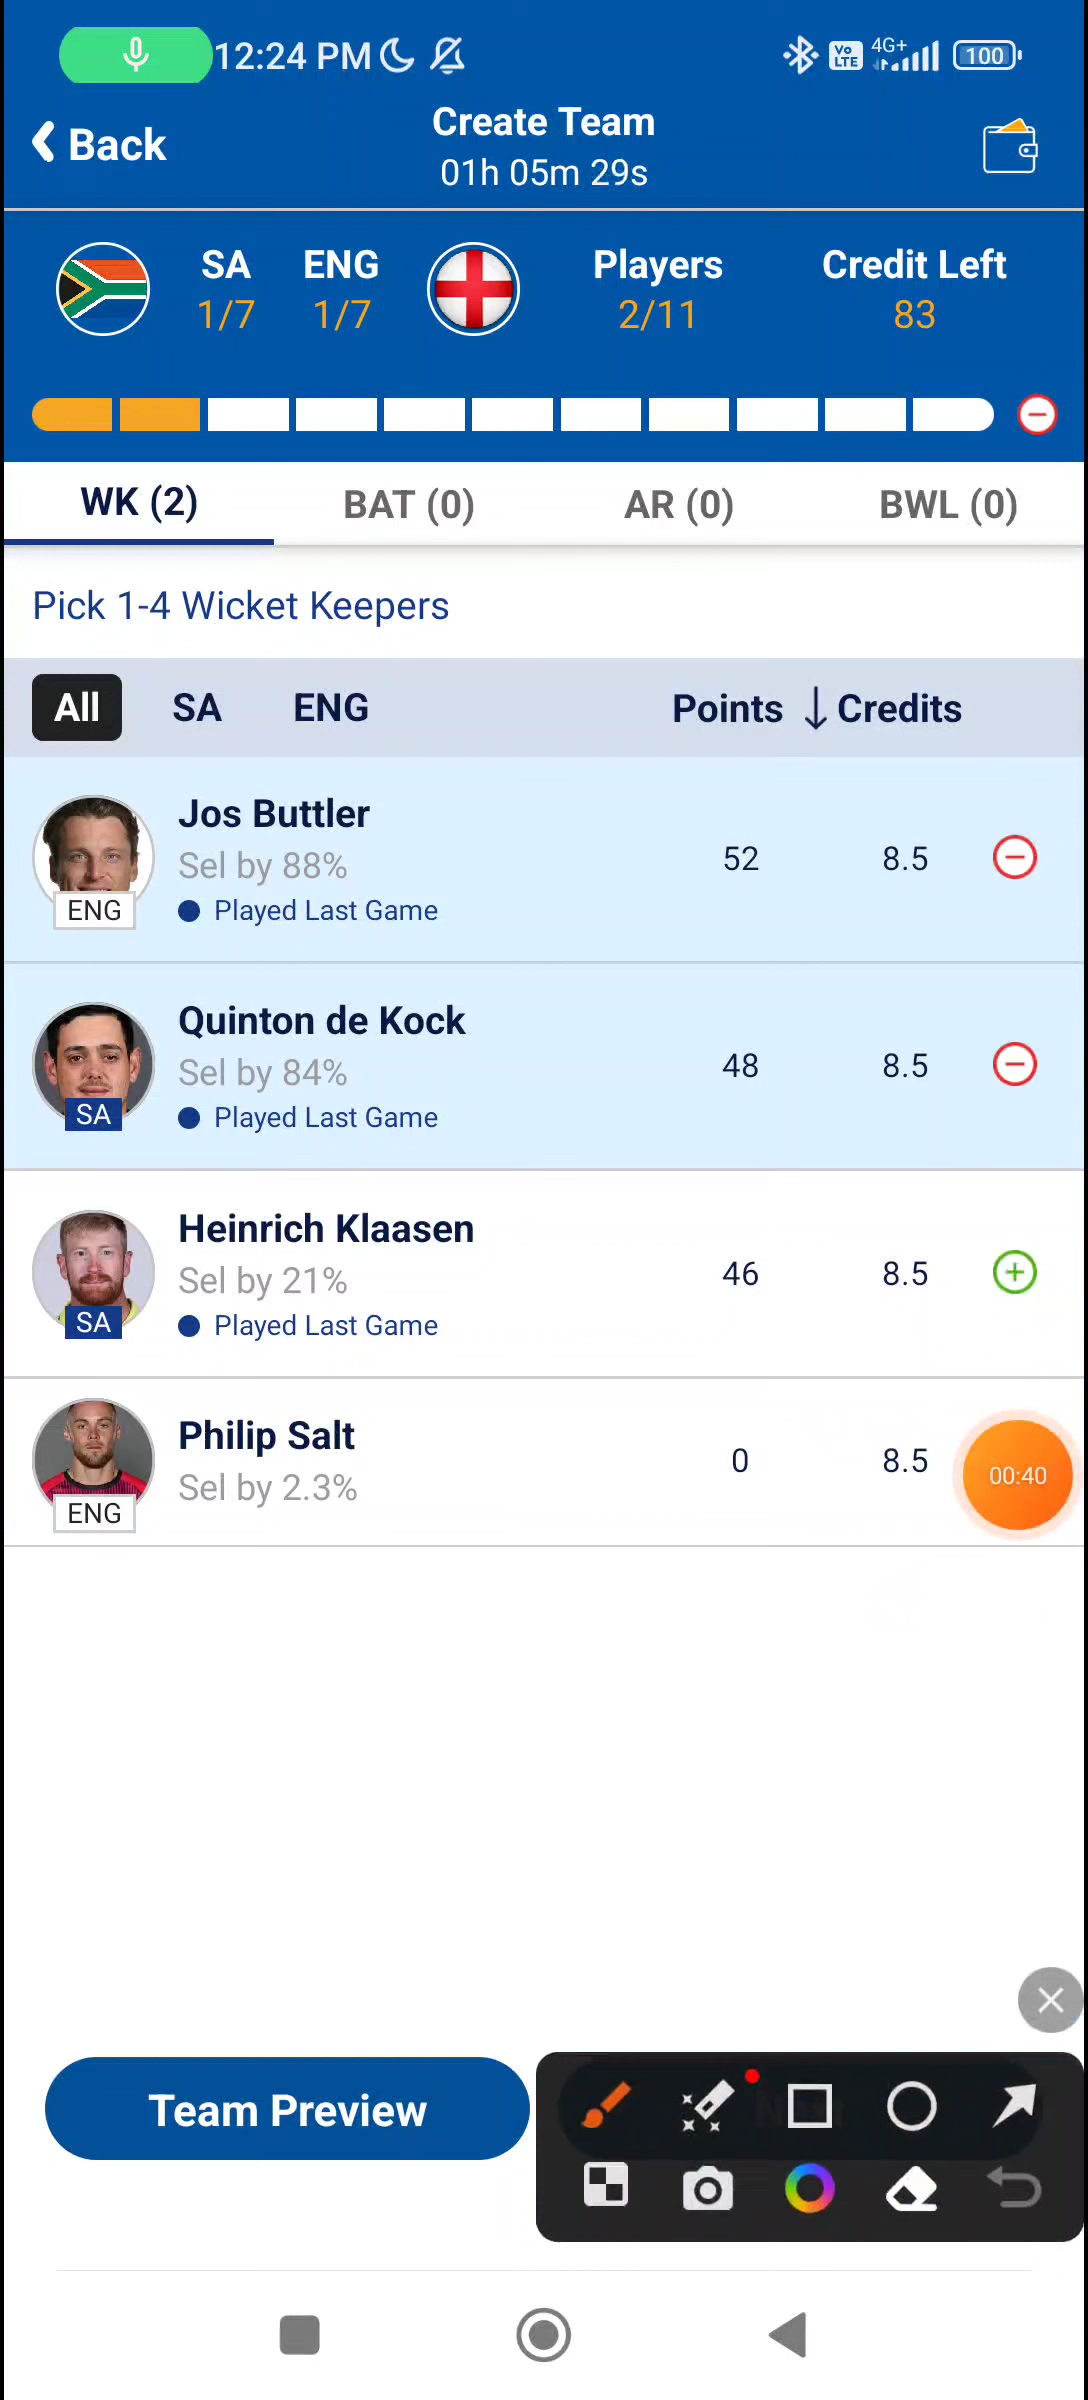 12:24 PM
Vo LTE 4G+ 100
Back
Create Team
01h 05m 29s
SA ENG Players Credit Left
1/7 1/7 2/11 83
WK (2) BAT (0) AR (0) BWL (0)
Pick 1-4 Wicket Keepers
All SA ENG Points Credits
Jos Buttler
Sel by 88% 52 8.5
ENG Played Last Game
Quinton de Kock
Sel by 84% 48 8.5
SA Played Last Game
Heinrich Klaasen
Sel by 21% 46 8.5
SA Played Last Game
Philip Salt
0 8.5 00:40
Sel by 2.3%
ENG
Team Preview